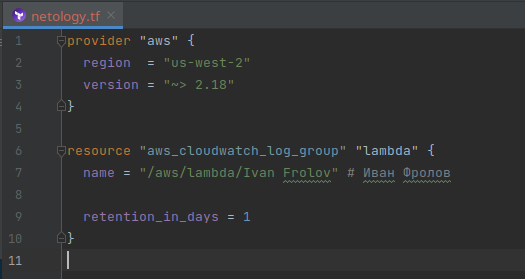 netology.tf
1 provider "aws" {
2 region = "us-west-2"
3 version = "~> 2.18"
4 }
5
6 resource "aws_cloudwatch_log_group" "lambda" {
7 name = "/aws/lambda/Ivan Frolov" # Иван Фролов
8
9 retention_in_days = 1
10 }
11